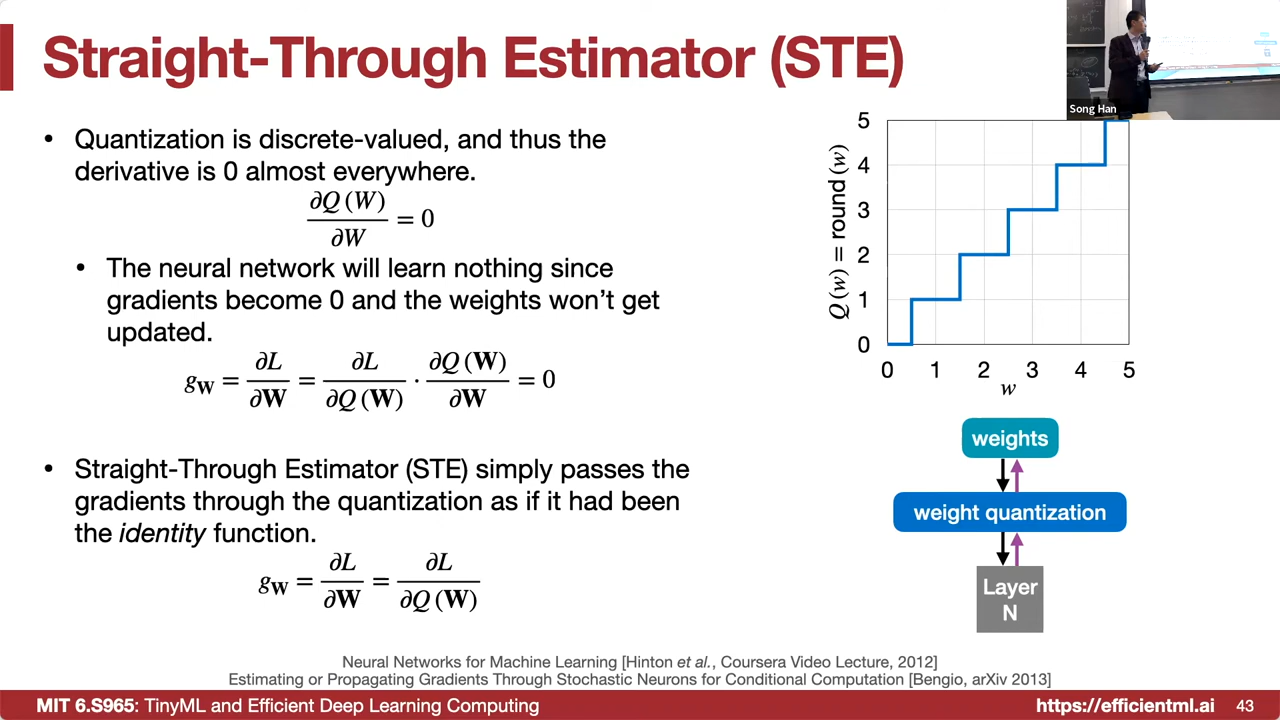 Straight-Through Estimator (STE)
Song Han
• Quantization is discrete-valued, and thus the
derivative is 0 almost everywhere.
∂Q(W)/∂W = 0
• The neural network will learn nothing since
gradients become 0 and the weights won’t get
updated.
g_𝐖 = ∂L/∂𝐖 = ∂L/∂Q(𝐖) · ∂Q(𝐖)/∂𝐖 = 0
• Straight-Through Estimator (STE) simply passes the
gradients through the quantization as if it had been
the identity function.
g_𝐖 = ∂L/∂𝐖 = ∂L/∂Q(𝐖)
Q(w) = round(w)
5
4
3
2
1
0
0 1 2 3 4 5
w
weights
weight quantization
Layer
N
Neural Networks for Machine Learning [Hinton et al., Coursera Video Lecture, 2012]
Estimating or Propagating Gradients Through Stochastic Neurons for Conditional Computation [Bengio, arXiv 2013]
MIT 6.S965: TinyML and Efficient Deep Learning Computing
https://efficientml.ai
43